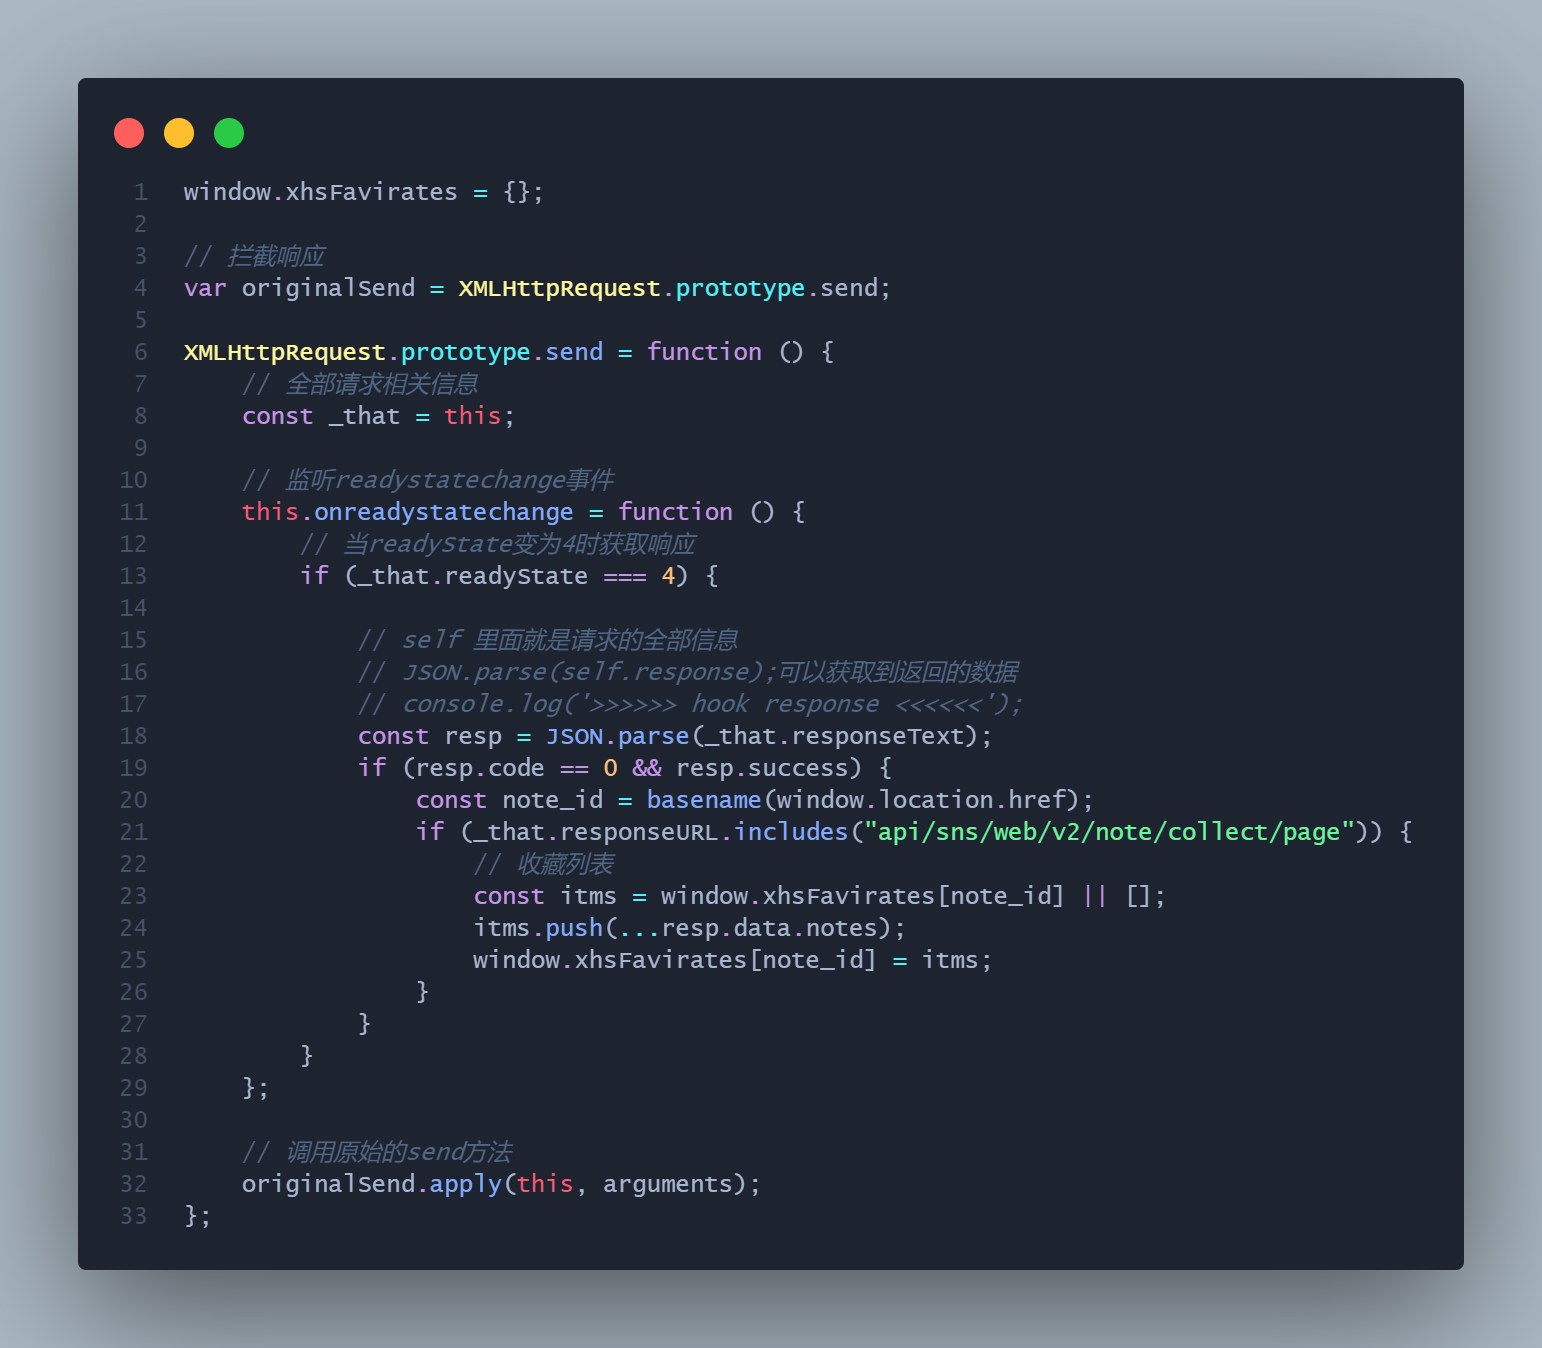 1 window.xhsFavirates = {};
2
3 // 拦截响应
4 var originalSend = XMLHttpRequest.prototype.send;
5
6 XMLHttpRequest.prototype.send = function () {
7     // 全部请求相关信息
8     const _that = this;
9
10     // 监听readystatechange事件
11     this.onreadystatechange = function () {
12         // 当readyState变为4时获取响应
13         if (_that.readyState === 4) {
14
15             // self 里面就是请求的全部信息
16             // JSON.parse(self.response);可以获取到返回的数据
17             // console.log('>>>>>> hook response <<<<<<');
18             const resp = JSON.parse(_that.responseText);
19             if (resp.code == 0 && resp.success) {
20                 const note_id = basename(window.location.href);
21                 if (_that.responseURL.includes("api/sns/web/v2/note/collect/page")) {
22                     // 收藏列表
23                     const itms = window.xhsFavirates[note_id] || [];
24                     itms.push(...resp.data.notes);
25                     window.xhsFavirates[note_id] = itms;
26                 }
27             }
28         }
29     };
30
31     // 调用原始的send方法
32     originalSend.apply(this, arguments);
33 };